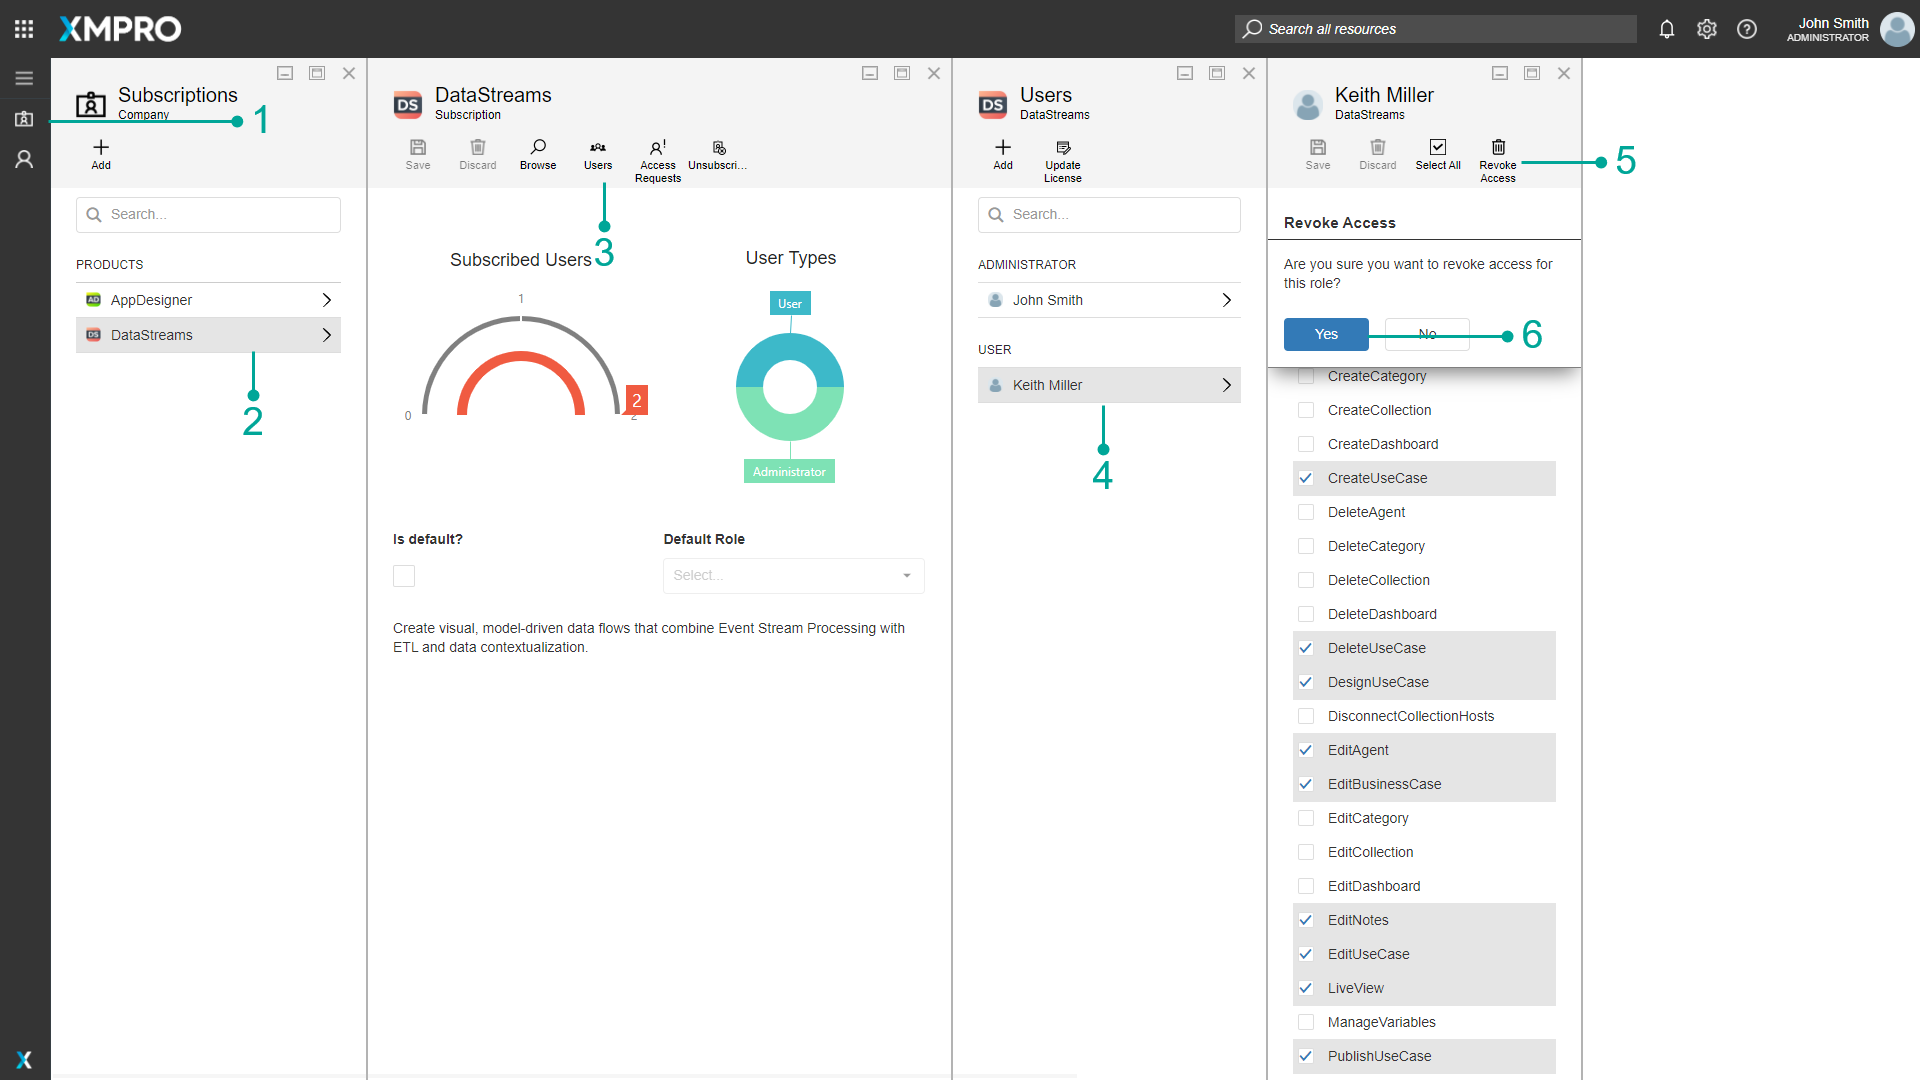 XMPRO
Search all resources
John Smith
ADMINISTRATOR
Subscriptions
Company
1
Add
Search...
PRODUCTS
AD AppDesigner
DS DataStreams
2
DS
DataStreams
Subscription
Save
Discard
Browse
Users
Access
Requests
Unsubscri...
3
Subscribed Users
0
1
2
2
User Types
User
Administrator
Is default?
Default Role
Select...
Create visual, model-driven data flows that combine Event Stream Processing with
ETL and data contextualization.
DS
Users
DataStreams
Add
Update
License
Search...
ADMINISTRATOR
John Smith
USER
Keith Miller
4
Keith Miller
DataStreams
Save
Discard
Select All
Revoke
Access
5
Revoke Access
Are you sure you want to revoke access for
this role?
Yes
No
6
CreateCategory
CreateCollection
CreateDashboard
CreateUseCase
DeleteAgent
DeleteCategory
DeleteCollection
DeleteDashboard
DeleteUseCase
DesignUseCase
DisconnectCollectionHosts
EditAgent
EditBusinessCase
EditCategory
EditCollection
EditDashboard
EditNotes
EditUseCase
LiveView
ManageVariables
PublishUseCase
X